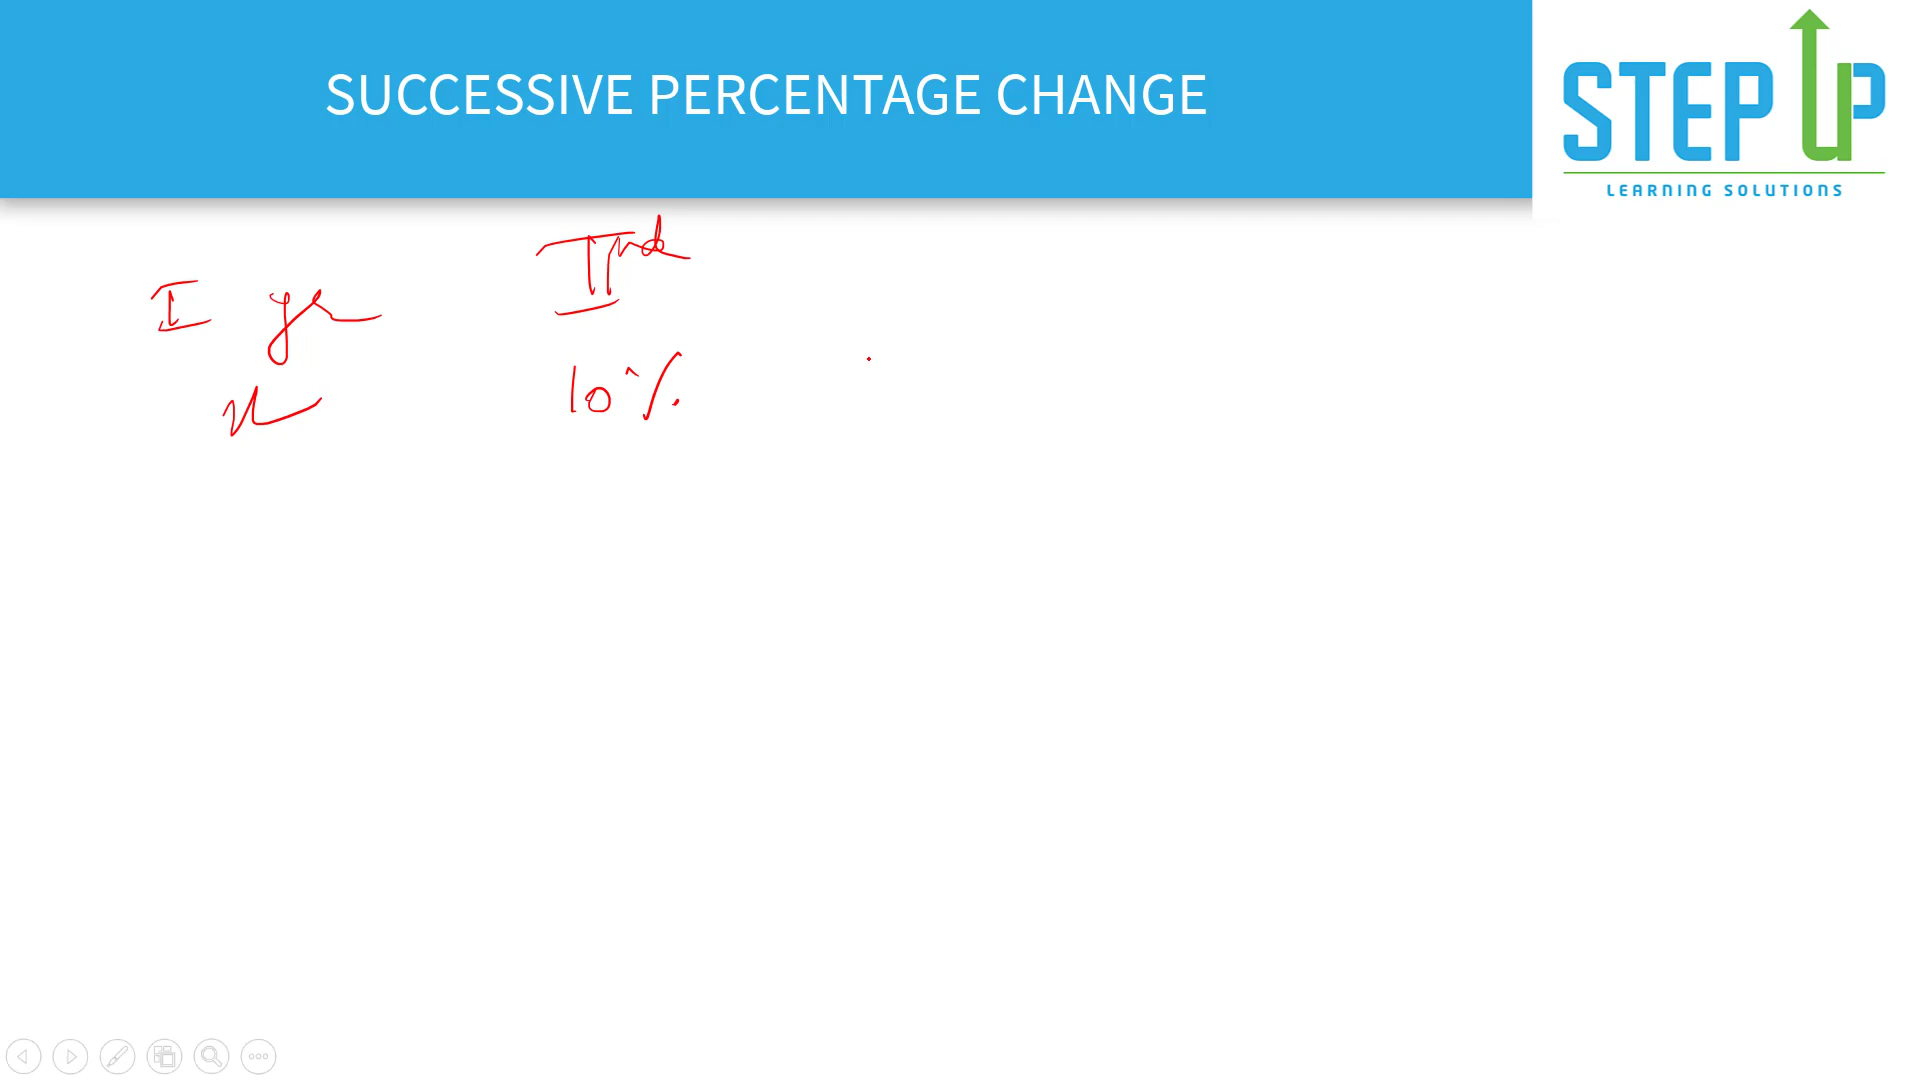 SUCCESSIVE PERCENTAGE CHANGE
STEP UP
LEARNING SOLUTIONS
I yr
IInd
x
10%